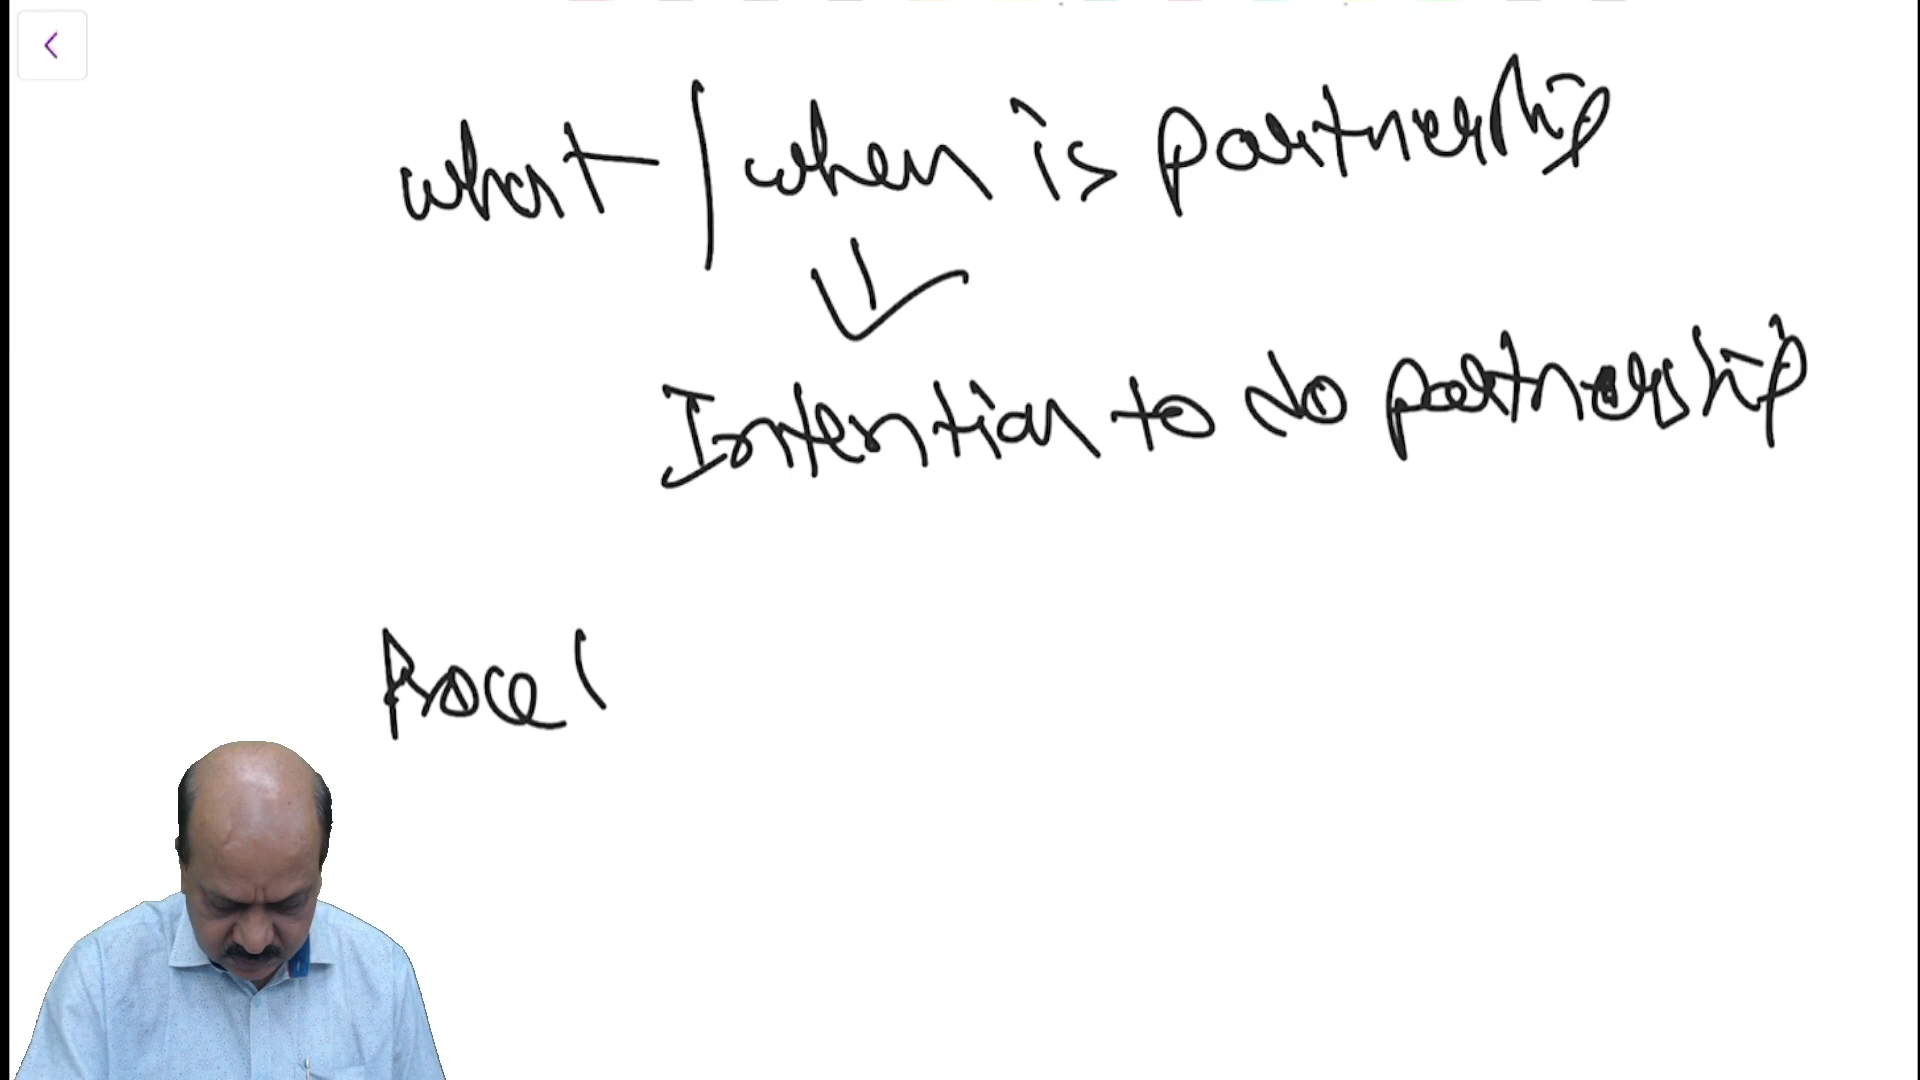 what / when is partnership
Intention to do partnership